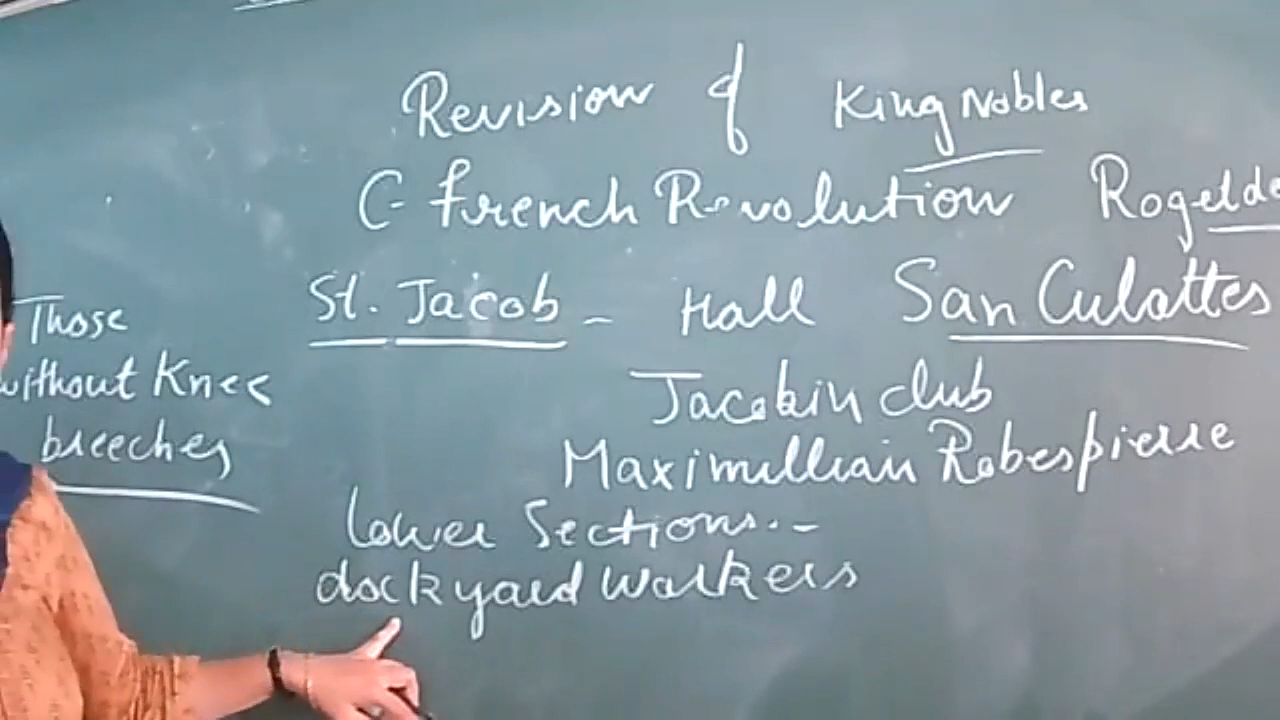 Revision of King Nobles
C- French Revolution Rogelde
St. Jacob - Hall San Culottes
Jacobin club
Maximillian Robespierre
Those
without Knee
breeches
Lower Sections --
dockyard workers